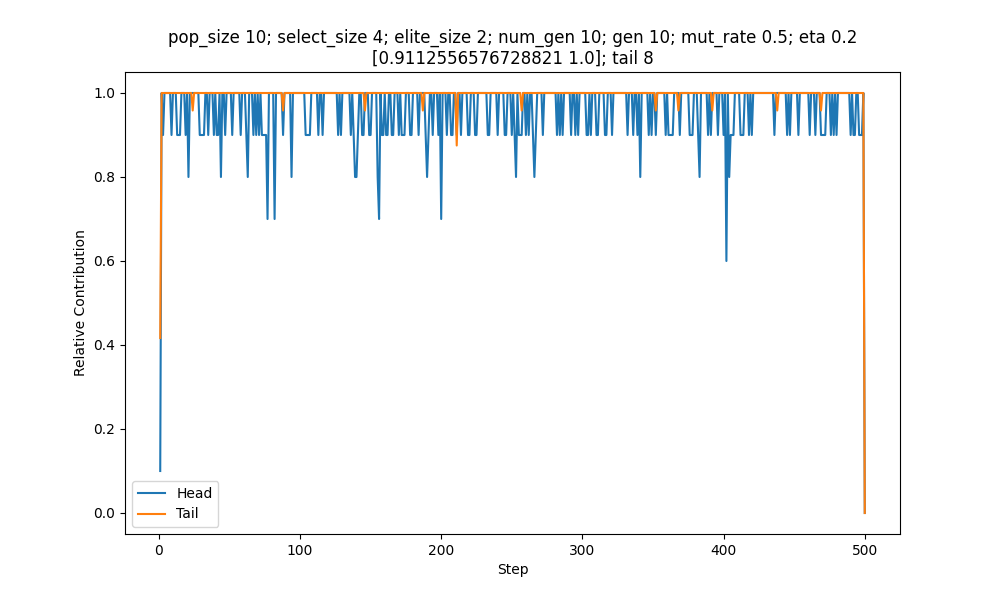 pop_size 10; select_size 4; elite_size 2; num_gen 10; gen 10; mut_rate 0.5; eta 0.2
[0.9112556576728821 1.0]; tail 8
Relative Contribution
1.0
0.8
0.6
0.4
0.2
0.0
Head
Tail
0
100
200
300
400
500
Step